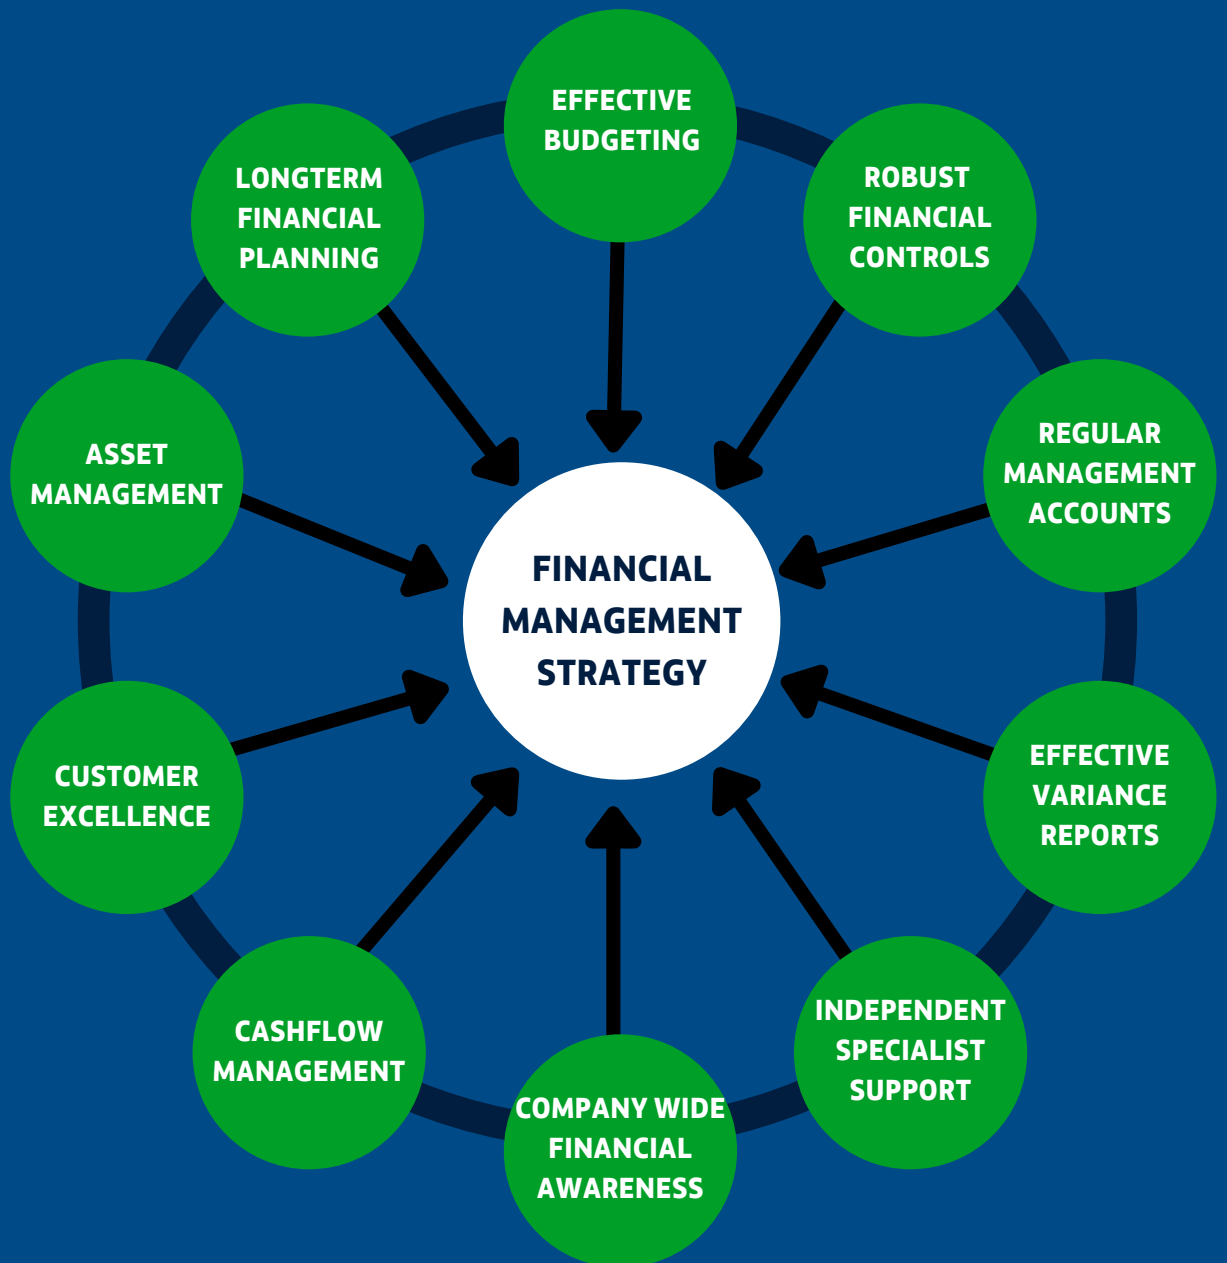 EFFECTIVE
BUDGETING
ROBUST
FINANCIAL
CONTROLS
REGULAR
MANAGEMENT
ACCOUNTS
EFFECTIVE
VARIANCE
REPORTS
INDEPENDENT
SPECIALIST
SUPPORT
COMPANY WIDE
FINANCIAL
AWARENESS
CASHFLOW
MANAGEMENT
CUSTOMER
EXCELLENCE
ASSET
MANAGEMENT
LONGTERM
FINANCIAL
PLANNING
FINANCIAL
MANAGEMENT
STRATEGY